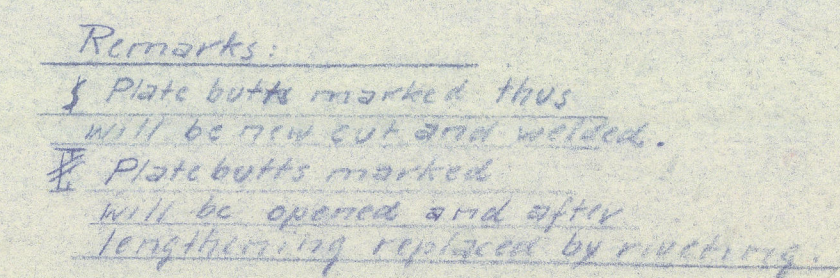 Remarks:
Plate butts marked thus
will be new cut and welded.
Plate butts marked
will be opened and after
lengthening replaced by riveting.